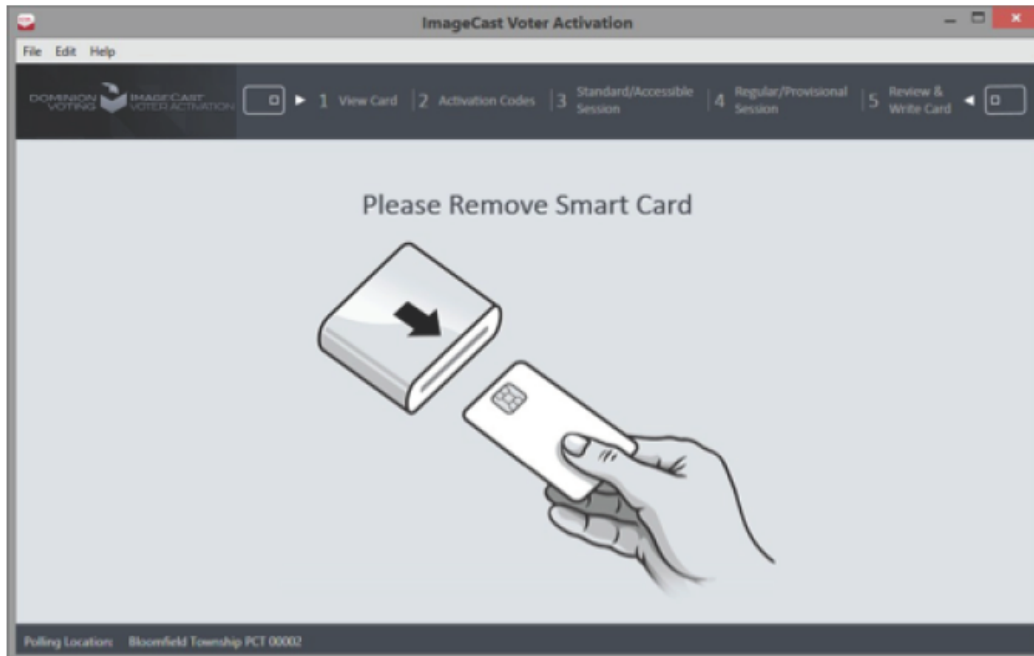 ImageCast Voter Activation
File Edit Help
DOMINION VOTING IMAGECAST VOTER ACTIVATION
1 View Card
2 Activation Codes
3 Standard/Accessible Session
4 Regular/Provisional Session
5 Review & Write Card
Please Remove Smart Card
Polling Location: Bloomfield Township PCT 00002